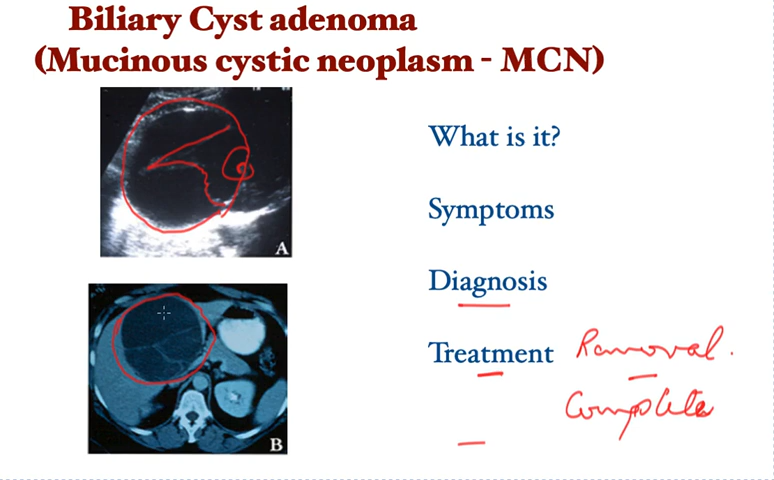 Biliary Cyst adenoma
(Mucinous cystic neoplasm - MCN)
What is it?
Symptoms
A
Diagnosis
Treatment Removal.
Complete
B